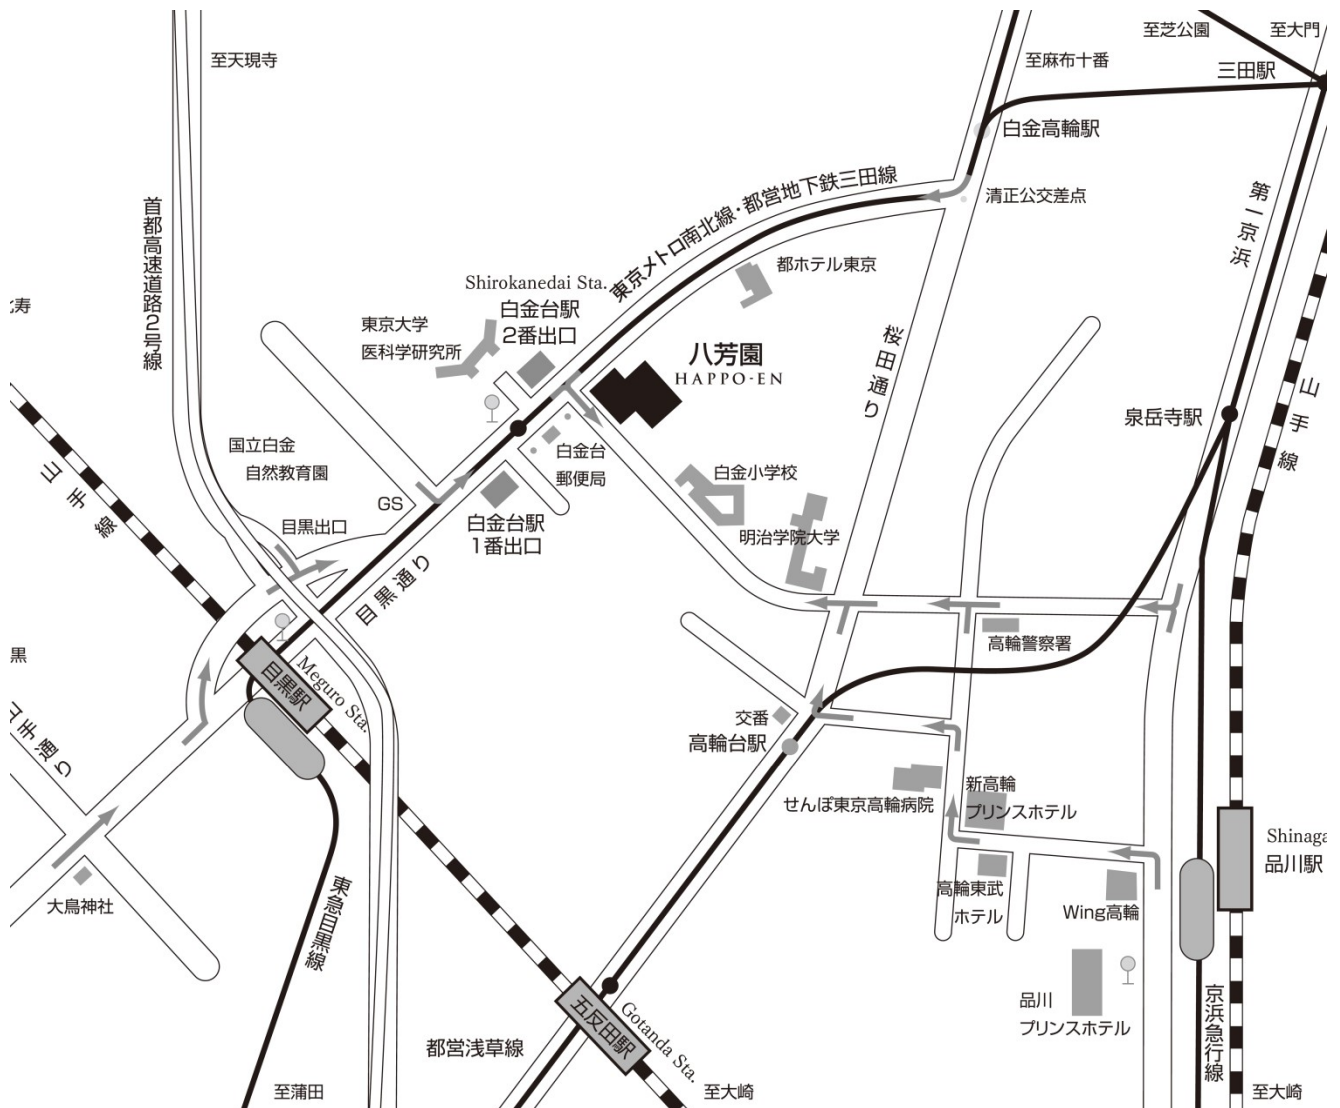 至天現寺
至芝公園
至大門
至麻布十番
三田駅
白金高輪駅
清正公交差点
東京メトロ南北線・都営地下鉄三田線
首都高速道路2号線
第一京浜
都ホテル東京
Shirokanedai Sta.
白金台駅
2番出口
東京大学
医科学研究所
寿
八芳園
HAPPO-EN
桜田通り
山手線
泉岳寺駅
国立白金
自然教育園
白金台
郵便局
白金小学校
GS
目黒出口
白金台駅
1番出口
明治学院大学
山手線
目黒通り
高輪警察署
黒
目黒駅
Meguro Sta.
山手通り
交番
高輪台駅
せんぽ東京高輪病院
新高輪
プリンスホテル
Shinaga
品川駅
大鳥神社
東急目黒線
高輪東武
ホテル
Wing高輪
品川
プリンスホテル
京浜急行線
五反田駅
Gotanda Sta.
都営浅草線
至蒲田
至大崎
至大崎